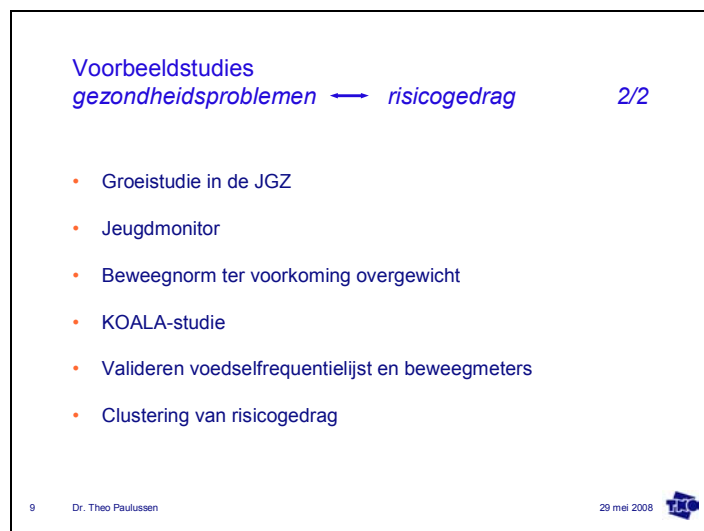 Voorbeeldstudies
gezondheidsproblemen ↔ risicogedrag 2/2
• Groeistudie in de JGZ
• Jeugdmonitor
• Beweegnorm ter voorkoming overgewicht
• KOALA-studie
• Valideren voedselfrequentielijst en beweegmeters
• Clustering van risicogedrag
9 Dr. Theo Paulussen 29 mei 2008 TNO